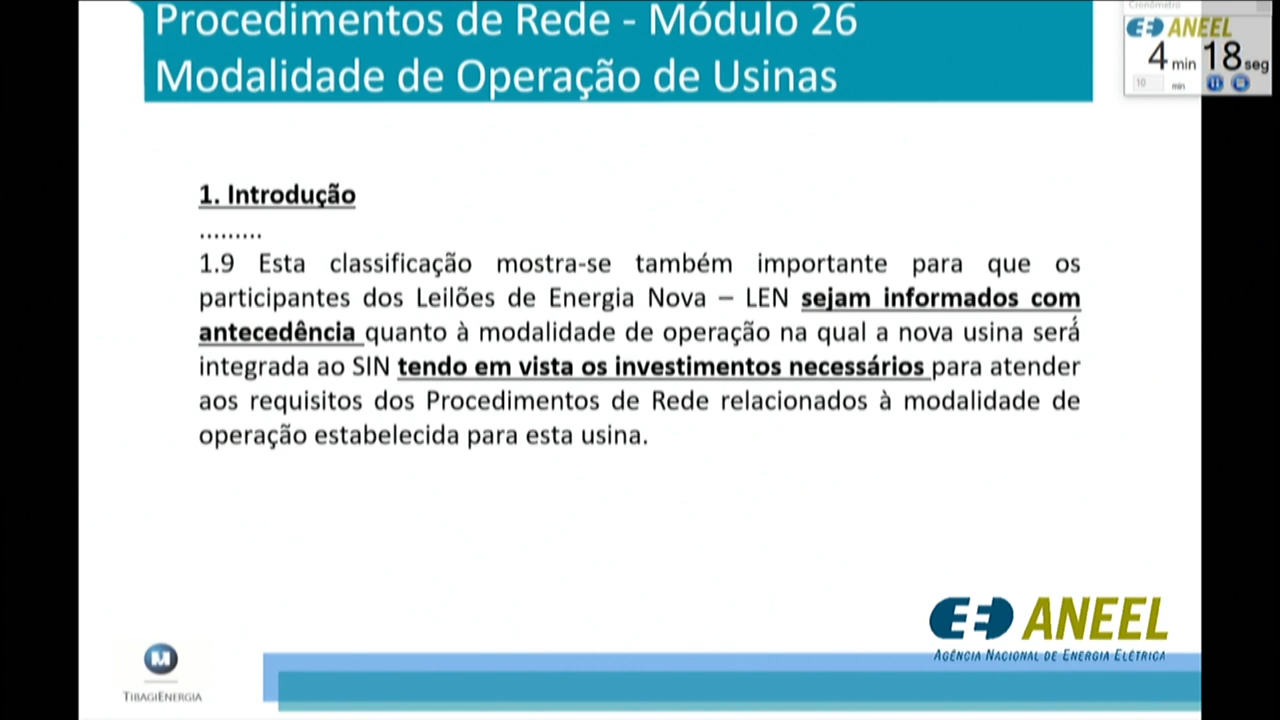 Procedimentos de Rede - Módulo 26
Modalidade de Operação de Usinas
Cronômetro
ANEEL
4 min 18 seg
10 min
1. Introdução
.........
1.9 Esta classificação mostra-se também importante para que os
participantes dos Leilões de Energia Nova – LEN sejam informados com
antecedência quanto à modalidade de operação na qual a nova usina será
integrada ao SIN tendo em vista os investimentos necessários para atender
aos requisitos dos Procedimentos de Rede relacionados à modalidade de
operação estabelecida para esta usina.
ANEEL
AGÊNCIA NACIONAL DE ENERGIA ELÉTRICA
M
TIBAGIENERGIA